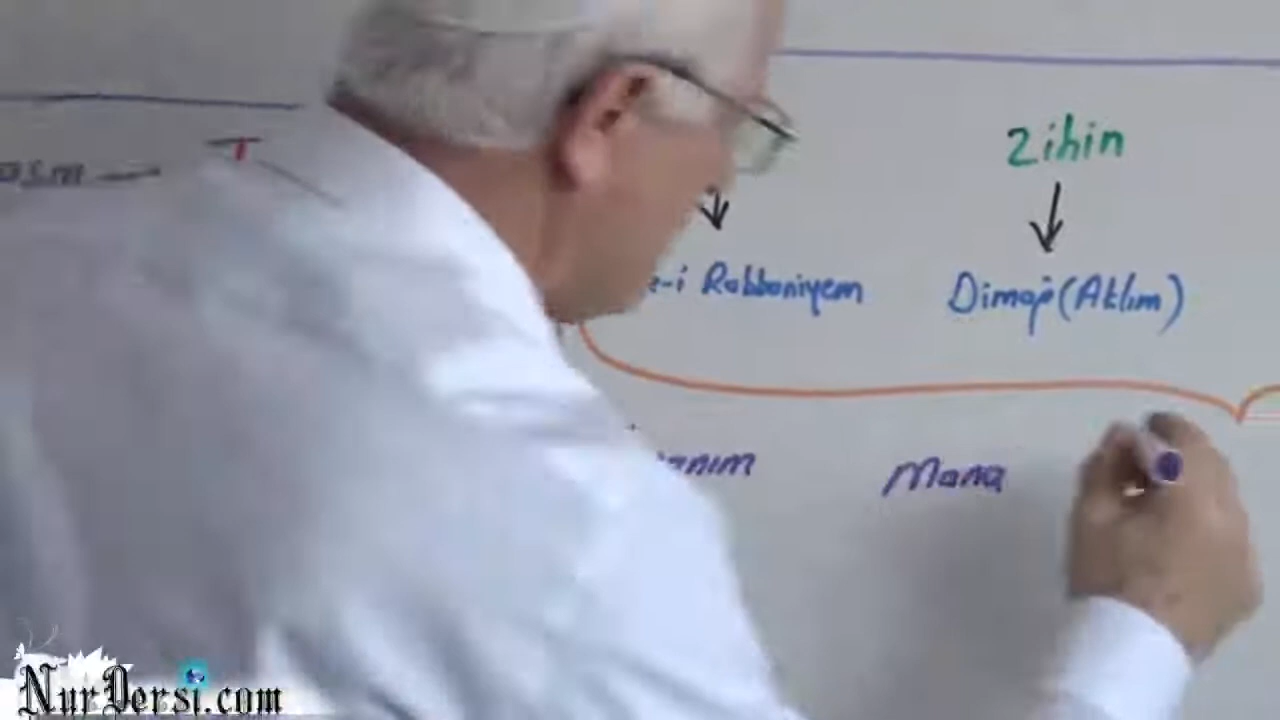 Zihin
e-i Rabbaniyem
Dimağ (Aklım)
Mana
NurDersi.com